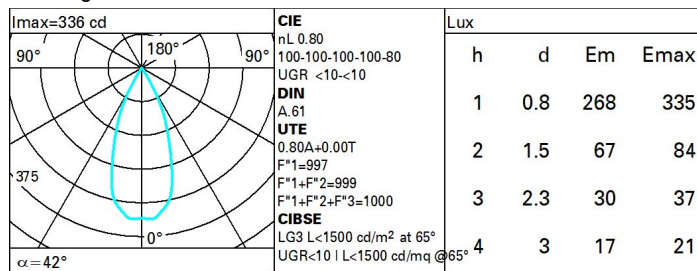 Imax=336 cd
90° 180° 90°
375
0°
α=42°
CIE
nL 0.80
100-100-100-100-80
UGR <10-<10
DIN
A.61
UTE
0.80A+0.00T
F"1=997
F"1+F"2=999
F"1+F"2+F"3=1000
CIBSE
LG3 L<1500 cd/m² at 65°
UGR<10 | L<1500 cd/mq @65°
Lux
h d Em Emax
1 0.8 268 335
2 1.5 67 84
3 2.3 30 37
4 3 17 21